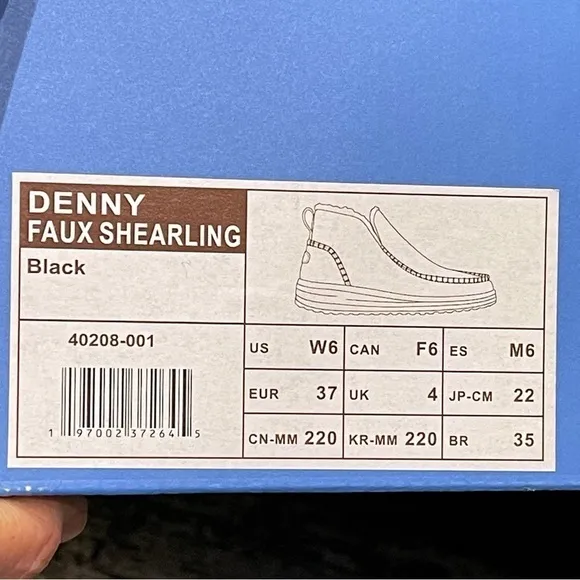 DENNY
FAUX SHEARLING
Black
40208-001
1 97002 37264 5
US W6 CAN F6 ES M6
EUR 37 UK 4 JP-CM 22
CN-MM 220 KR-MM 220 BR 35